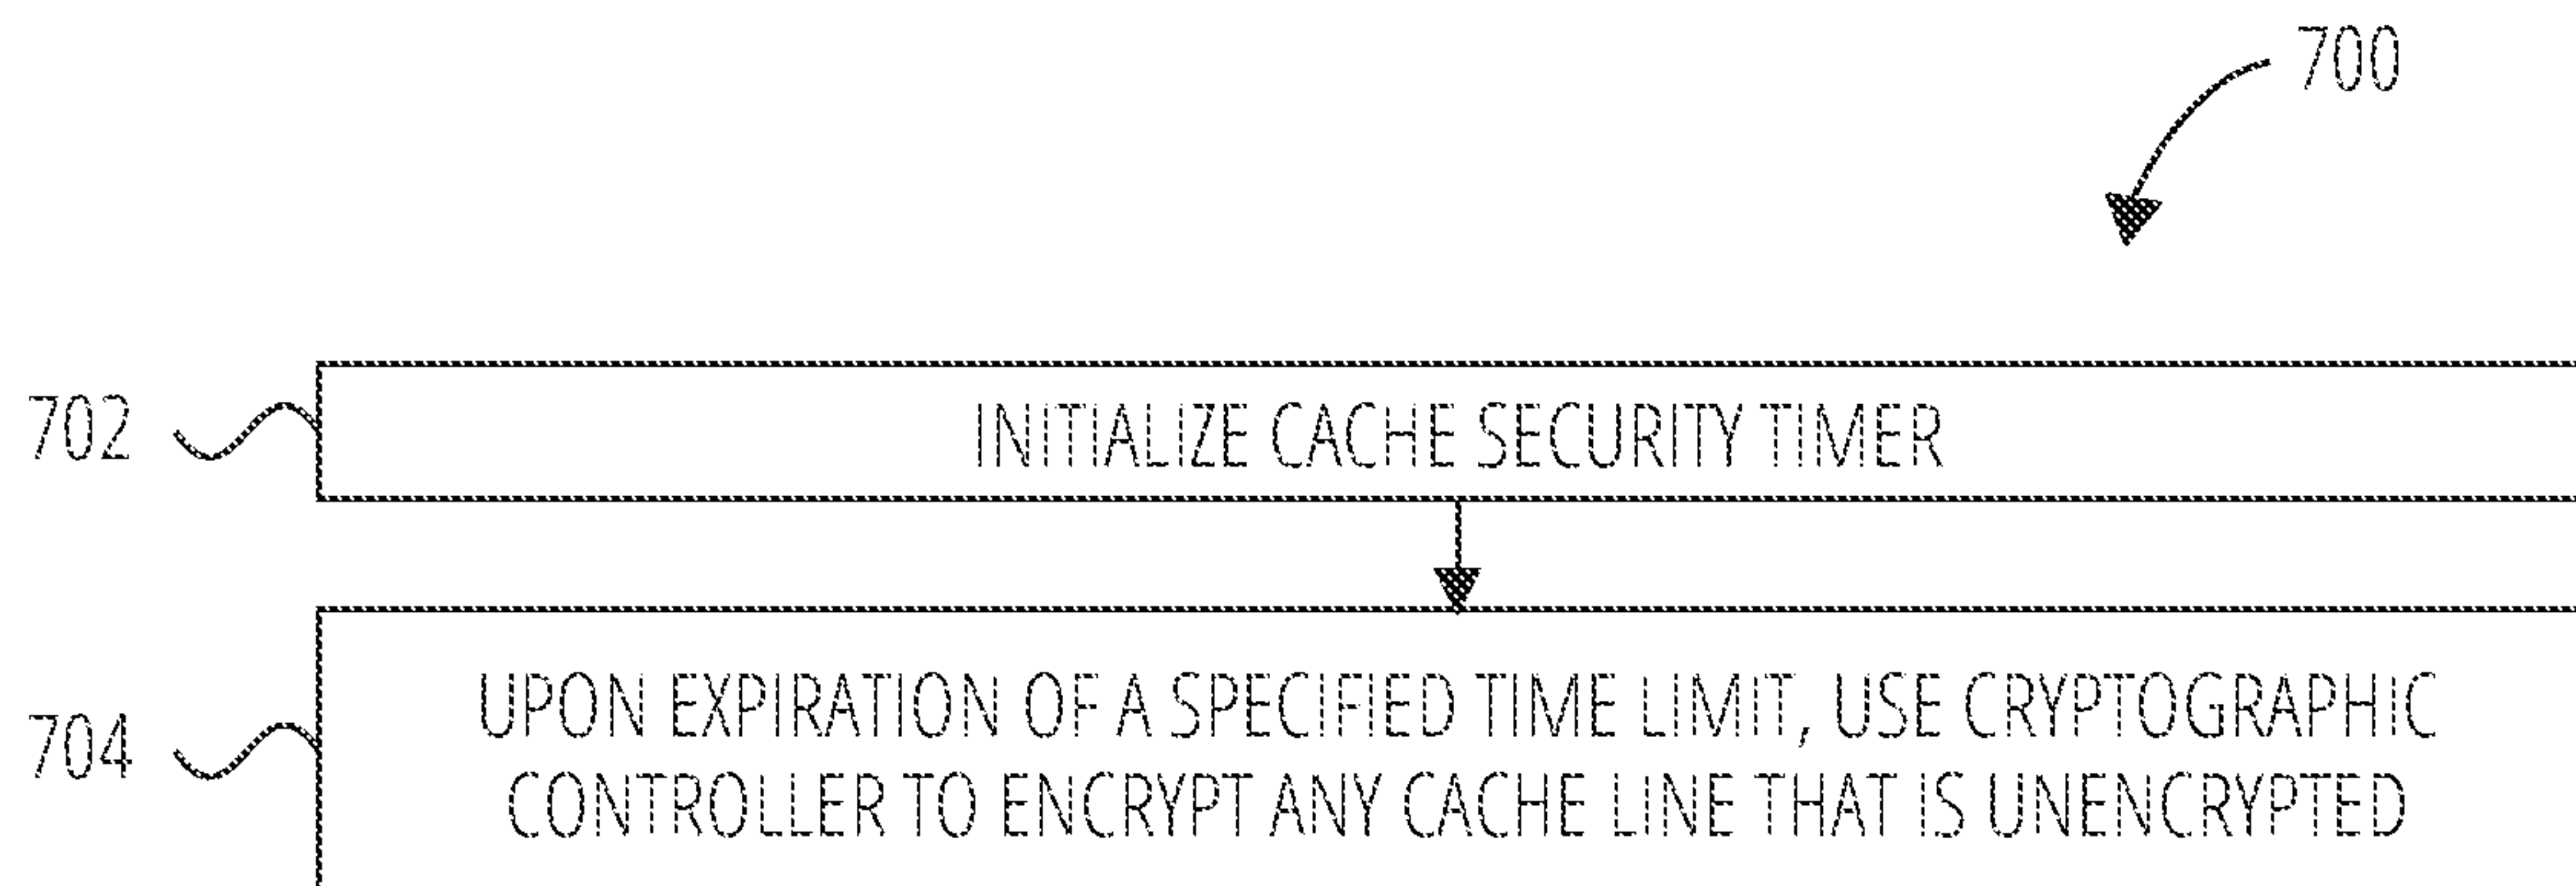 700
702
INITIALIZE CACHE SECURITY TIMER
704
UPON EXPIRATION OF A SPECIFIED TIME LIMIT, USE CRYPTOGRAPHIC
CONTROLLER TO ENCRYPT ANY CACHE LINE THAT IS UNENCRYPTED